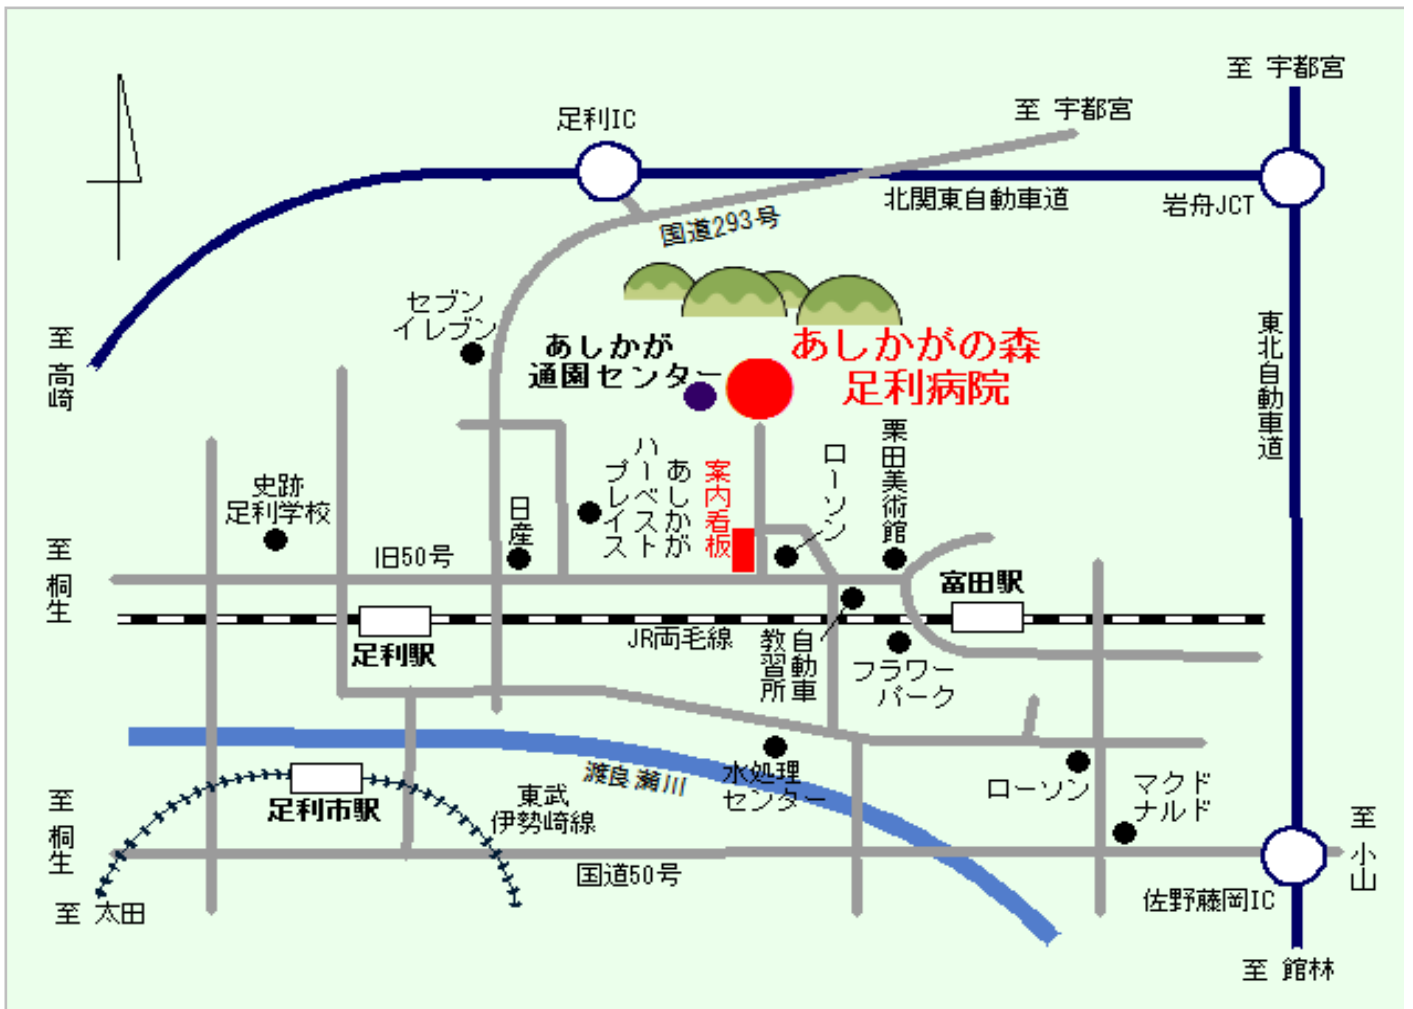 至 宇都宮
至 宇都宮
足利IC
北関東自動車道
岩舟JCT
国道293号
セブン
イレブン
あしかが
通園センター
あしかがの森
足利病院
至 高崎
東北自動車道
史跡
足利学校
日産
あしかが
ハーベスト
プレイス
案内看板
ローソン
栗田美術館
至 桐生
旧50号
富田駅
足利駅
JR両毛線
自動車
教習所
フラワー
パーク
渡良瀬川
水処理
センター
ローソン
マクド
ナルド
至 桐生
足利市駅
東武
伊勢崎線
至 小山
国道50号
至 太田
佐野藤岡IC
至 館林